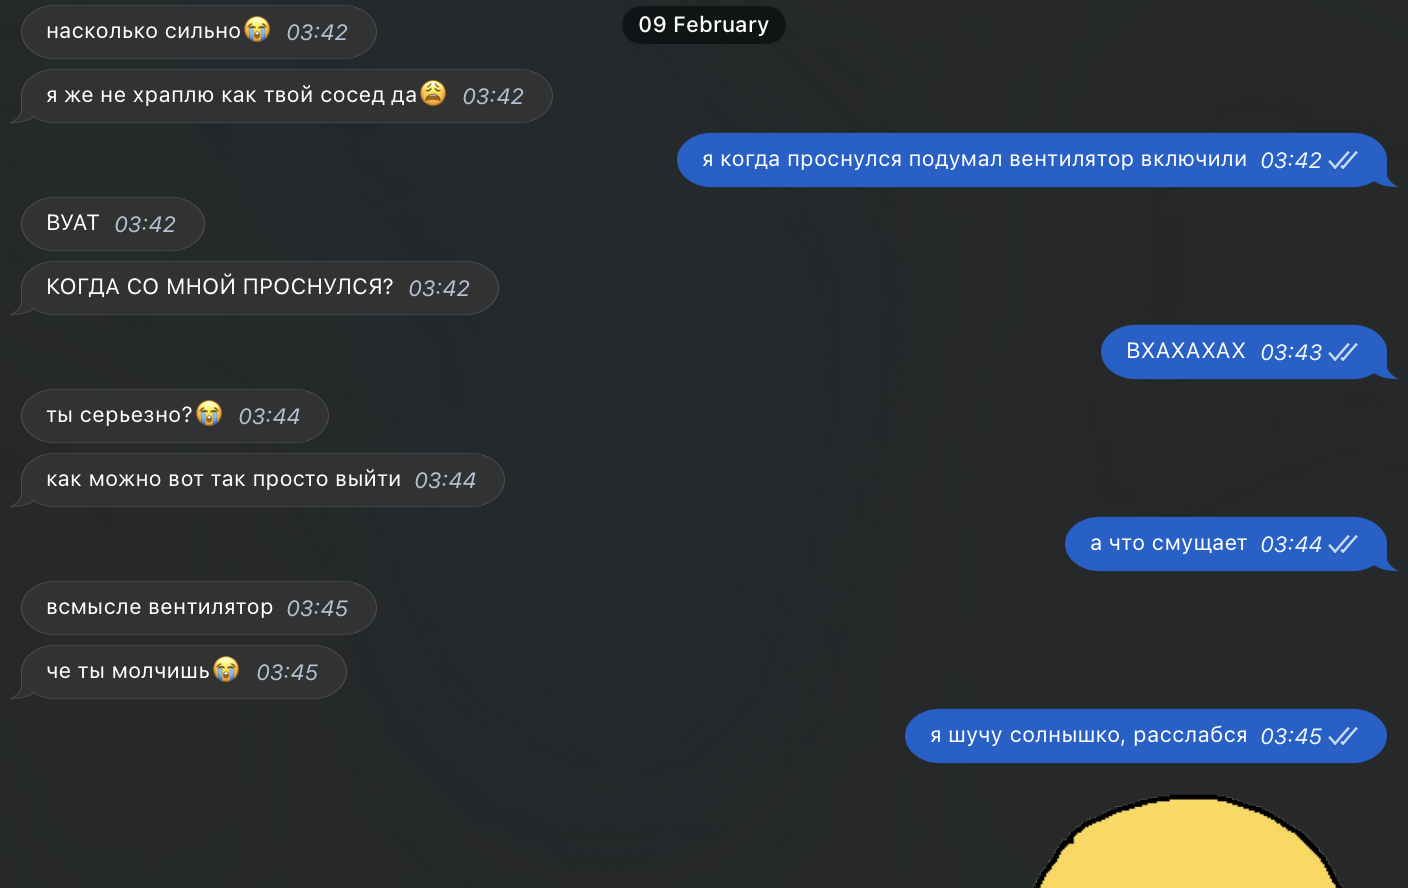 насколько сильно😭 03:42
09 February
я же не храплю как твой сосед да😩 03:42
я когда проснулся подумал вентилятор включили 03:42
ВУАТ 03:42
КОГДА СО МНОЙ ПРОСНУЛСЯ? 03:42
ВХАХАХАХ 03:43
ты серьезно?😭 03:44
как можно вот так просто выйти 03:44
а что смущает 03:44
всмысле вентилятор 03:45
че ты молчишь😭 03:45
я шучу солнышко, расслабся 03:45